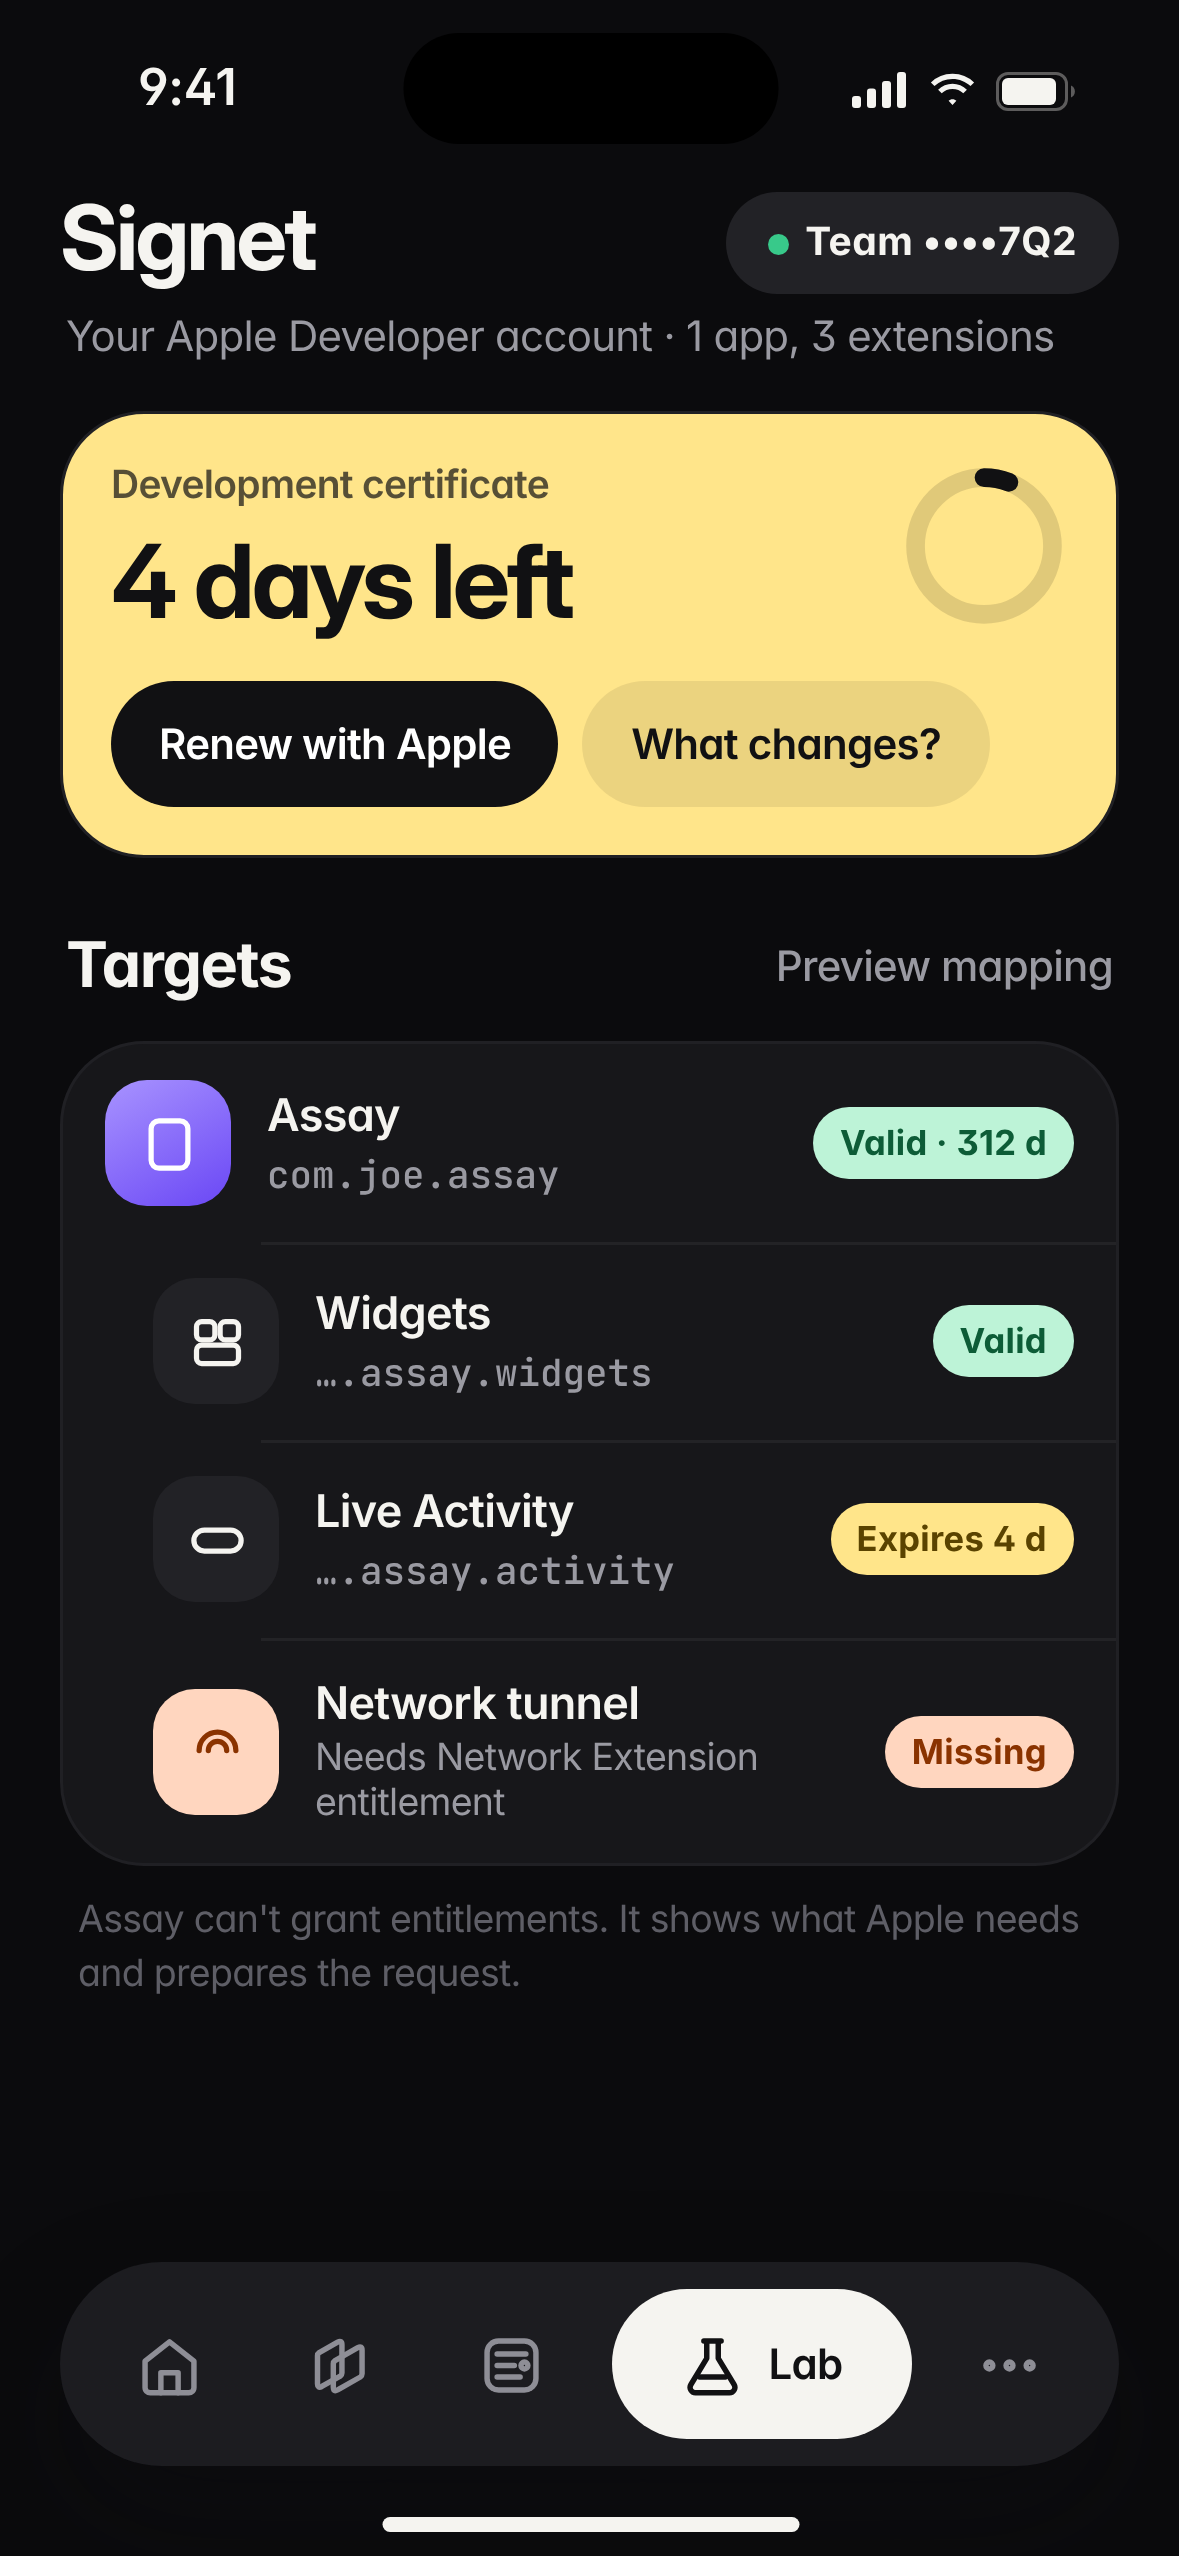 9:41
Signet
Team ••••7Q2
Your Apple Developer account · 1 app, 3 extensions
Development certificate
4 days left
Renew with Apple
What changes?
Targets
Preview mapping
Assay
com.joe.assay
Valid · 312 d
Widgets
….assay.widgets
Valid
Live Activity
….assay.activity
Expires 4 d
Network tunnel
Needs Network Extension
entitlement
Missing
Assay can't grant entitlements. It shows what Apple needs
and prepares the request.
Lab